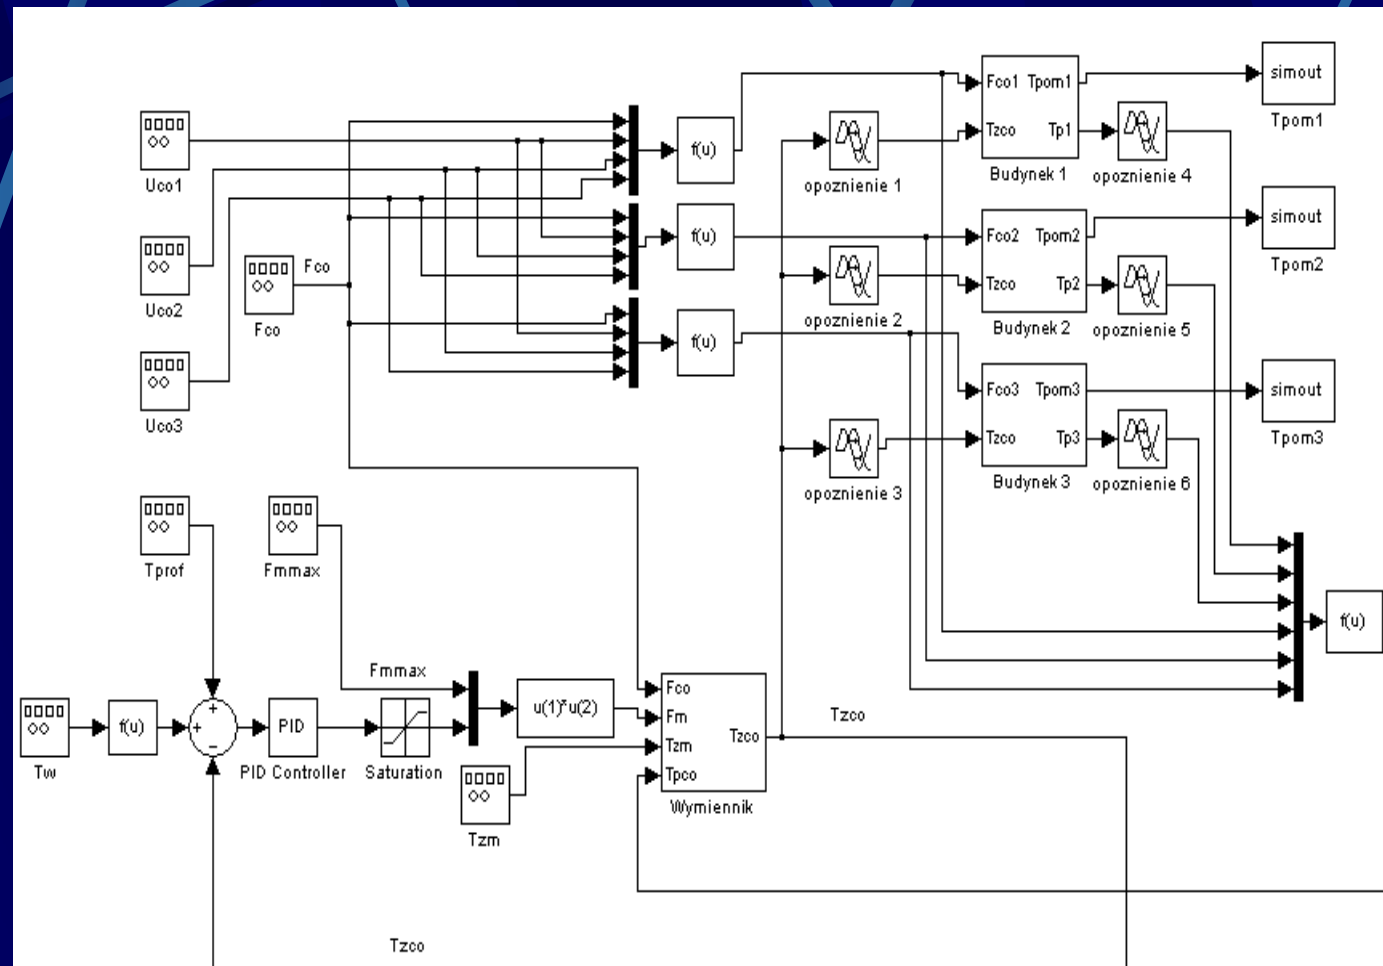 Fco1 Tpom1
Tzco Tp1
Budynek 1
simout
Tpom1
Uco1
f(u)
opoznienie 1
opoznienie 4
Uco2
Fco
Fco
f(u)
opoznienie 2
Fco2 Tpom2
Tzco Tp2
Budynek 2
opoznienie 5
simout
Tpom2
Uco3
f(u)
opoznienie 3
Fco3 Tpom3
Tzco Tp3
Budynek 3
opoznienie 6
simout
Tpom3
Tprof
Fmmax
f(u)
Fmmax
Tw
f(u)
+
+
−
PID
PID Controller
Saturation
u(1)*u(2)
Tzm
Fco
Fm
Tzm
Tpco
Tzco
Wymiennik
Tzco
Tzco